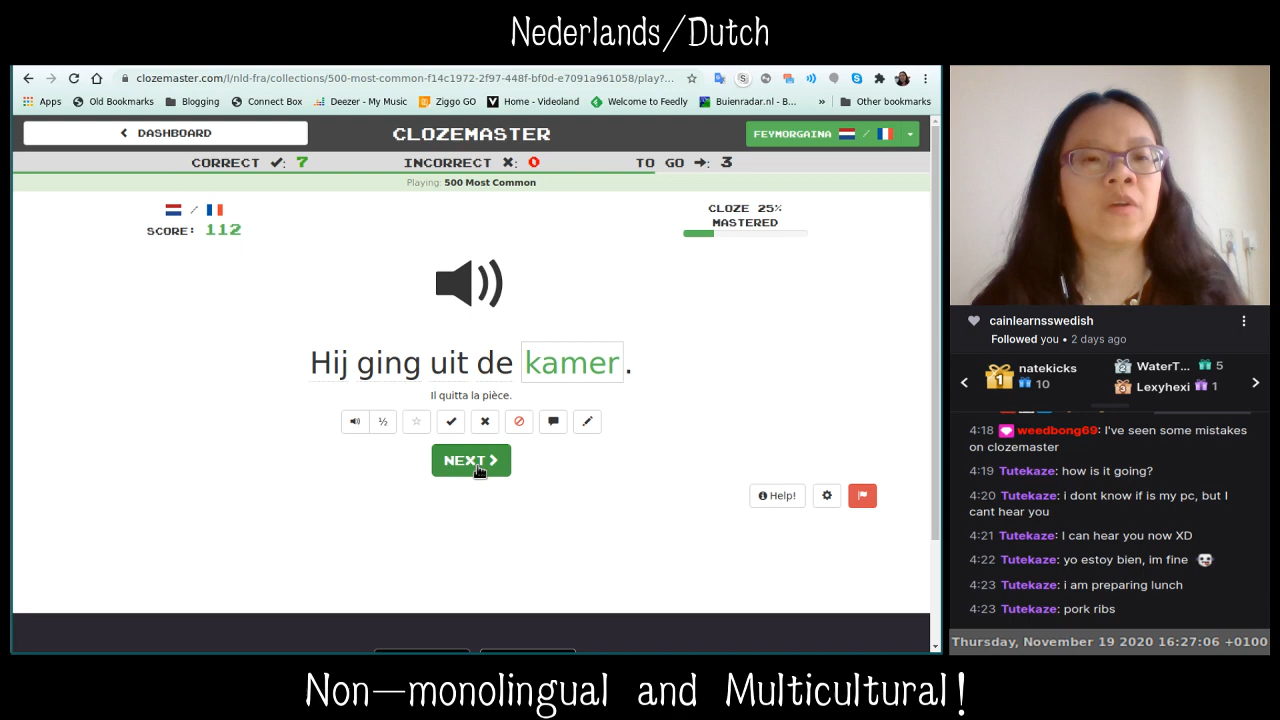 Nederlands/Dutch
clozemaster.com/l/nld-fra/collections/500-most-common-f14c1972-2f97-448f-bf0d-e7091a961058/play?...
Apps Old Bookmarks Blogging Connect Box Deezer - My Music Ziggo GO Home - Videoland Welcome to Feedly Buienradar.nl - B... » Other bookmarks
DASHBOARD
CLOZEMASTER
FEYMORGAINA /
CORRECT ✔: 7 INCORRECT ✖: 0 TO GO ➔: 3
Playing: 500 Most Common
/
SCORE: 112
CLOZE 25%
MASTERED
Hij ging uit de kamer.
Il quitta la pièce.
½
NEXT
Help!
cainlearnsswedish
Followed you • 2 days ago
1 natekicks
10
2 WaterT... 5
3 Lexyhexi 1
4:18 weedbong69: I've seen some mistakes
on clozemaster
4:19 Tutekaze: how is it going?
4:20 Tutekaze: i dont know if is my pc, but I
cant hear you
4:21 Tutekaze: I can hear you now XD
4:22 Tutekaze: yo estoy bien, im fine
4:23 Tutekaze: i am preparing lunch
4:23 Tutekaze: pork ribs
Thursday, November 19 2020 16:27:06 +0100
Non-monolingual and Multicultural!